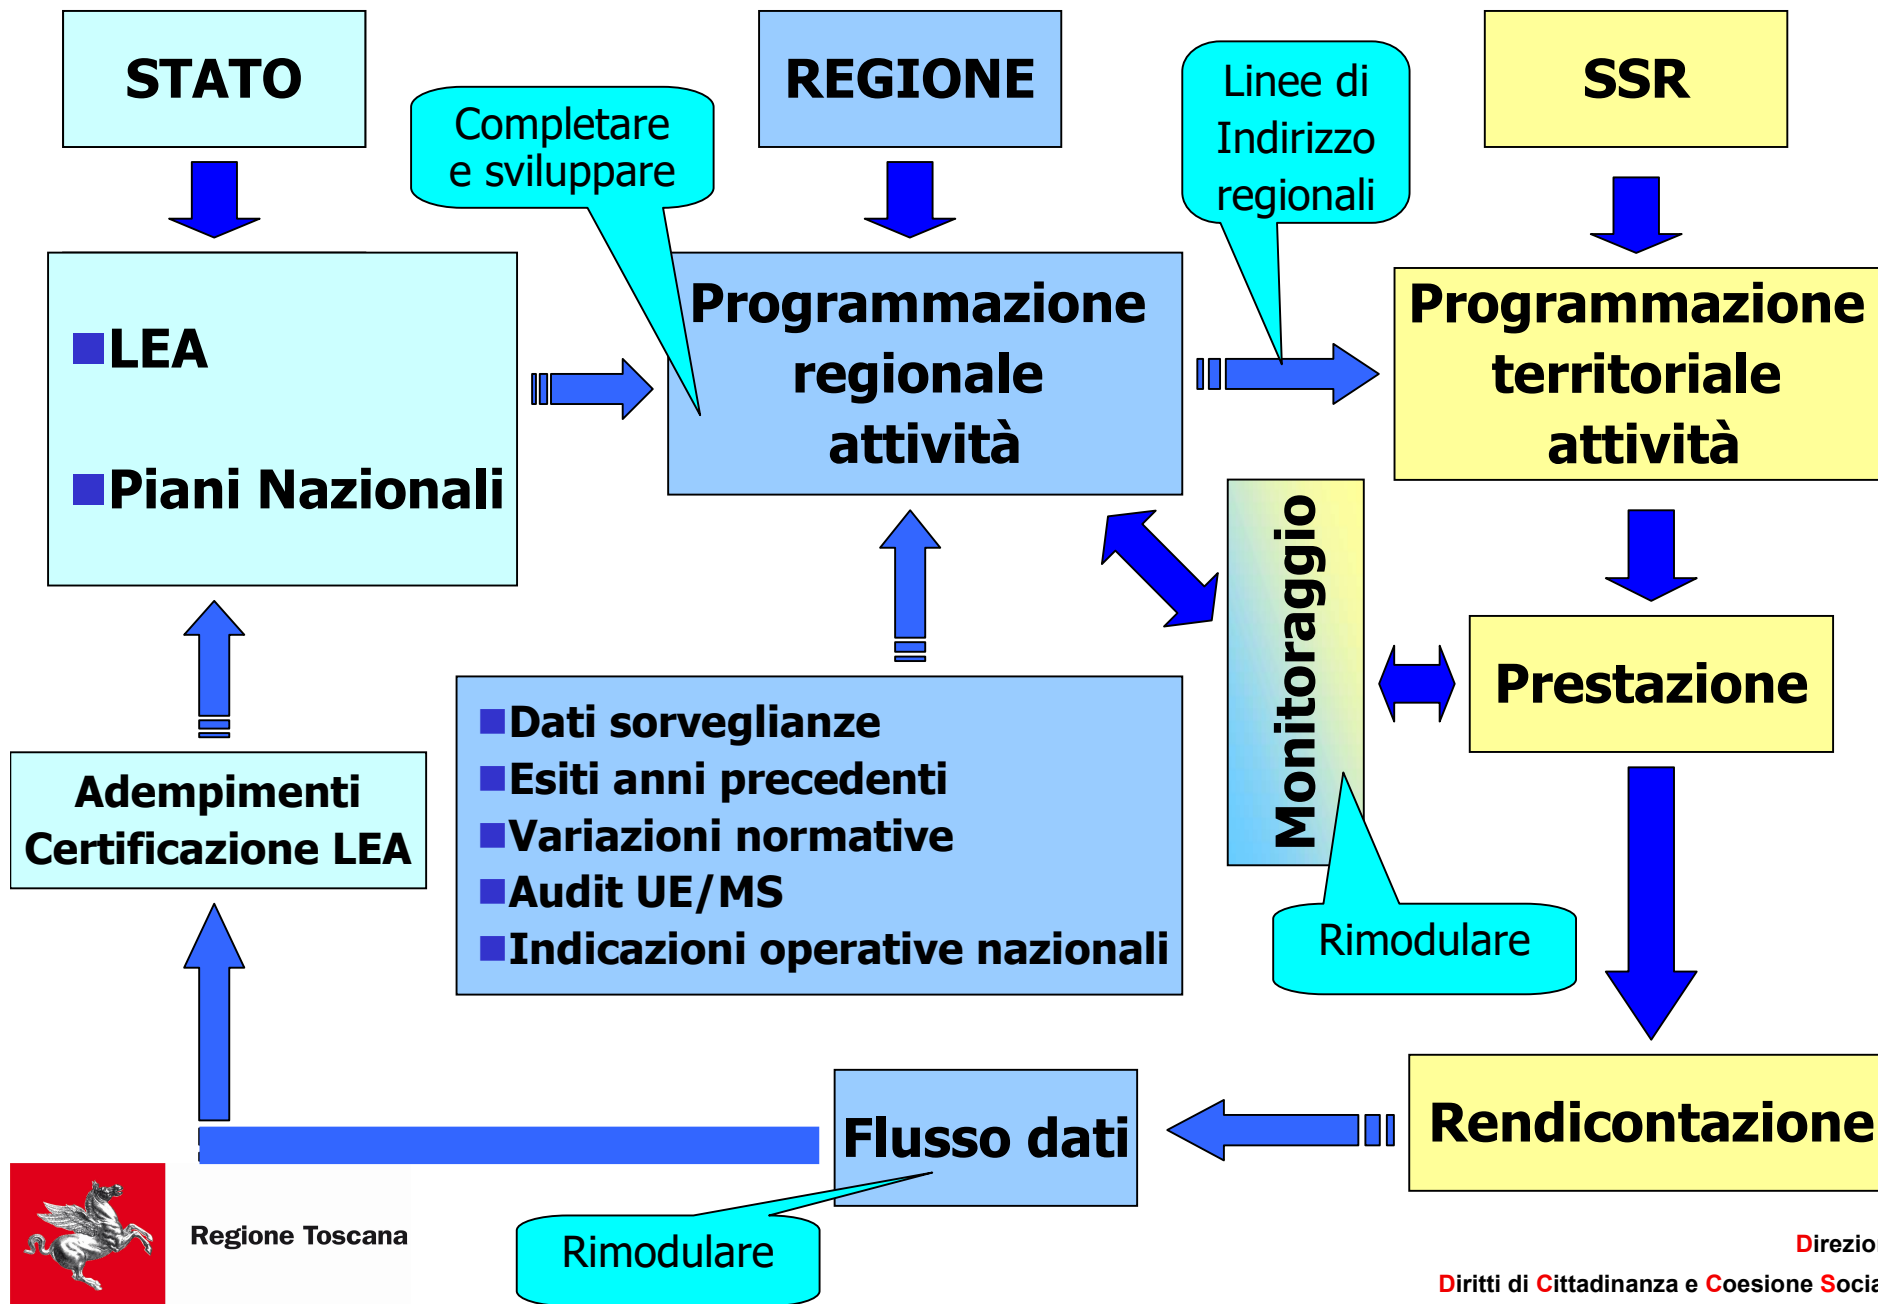 STATO
REGIONE
SSR
Completare
e sviluppare
Linee di
Indirizzo
regionali
LEA
Piani Nazionali
Programmazione
regionale
attività
Programmazione
territoriale
attività
Monitoraggio
Prestazione
Adempimenti
Certificazione LEA
Dati sorveglianze
Esiti anni precedenti
Variazioni normative
Audit UE/MS
Indicazioni operative nazionali
Rimodulare
Flusso dati
Rendicontazione
Rimodulare
Regione Toscana
Direzion
Diritti di Cittadinanza e Coesione Socia